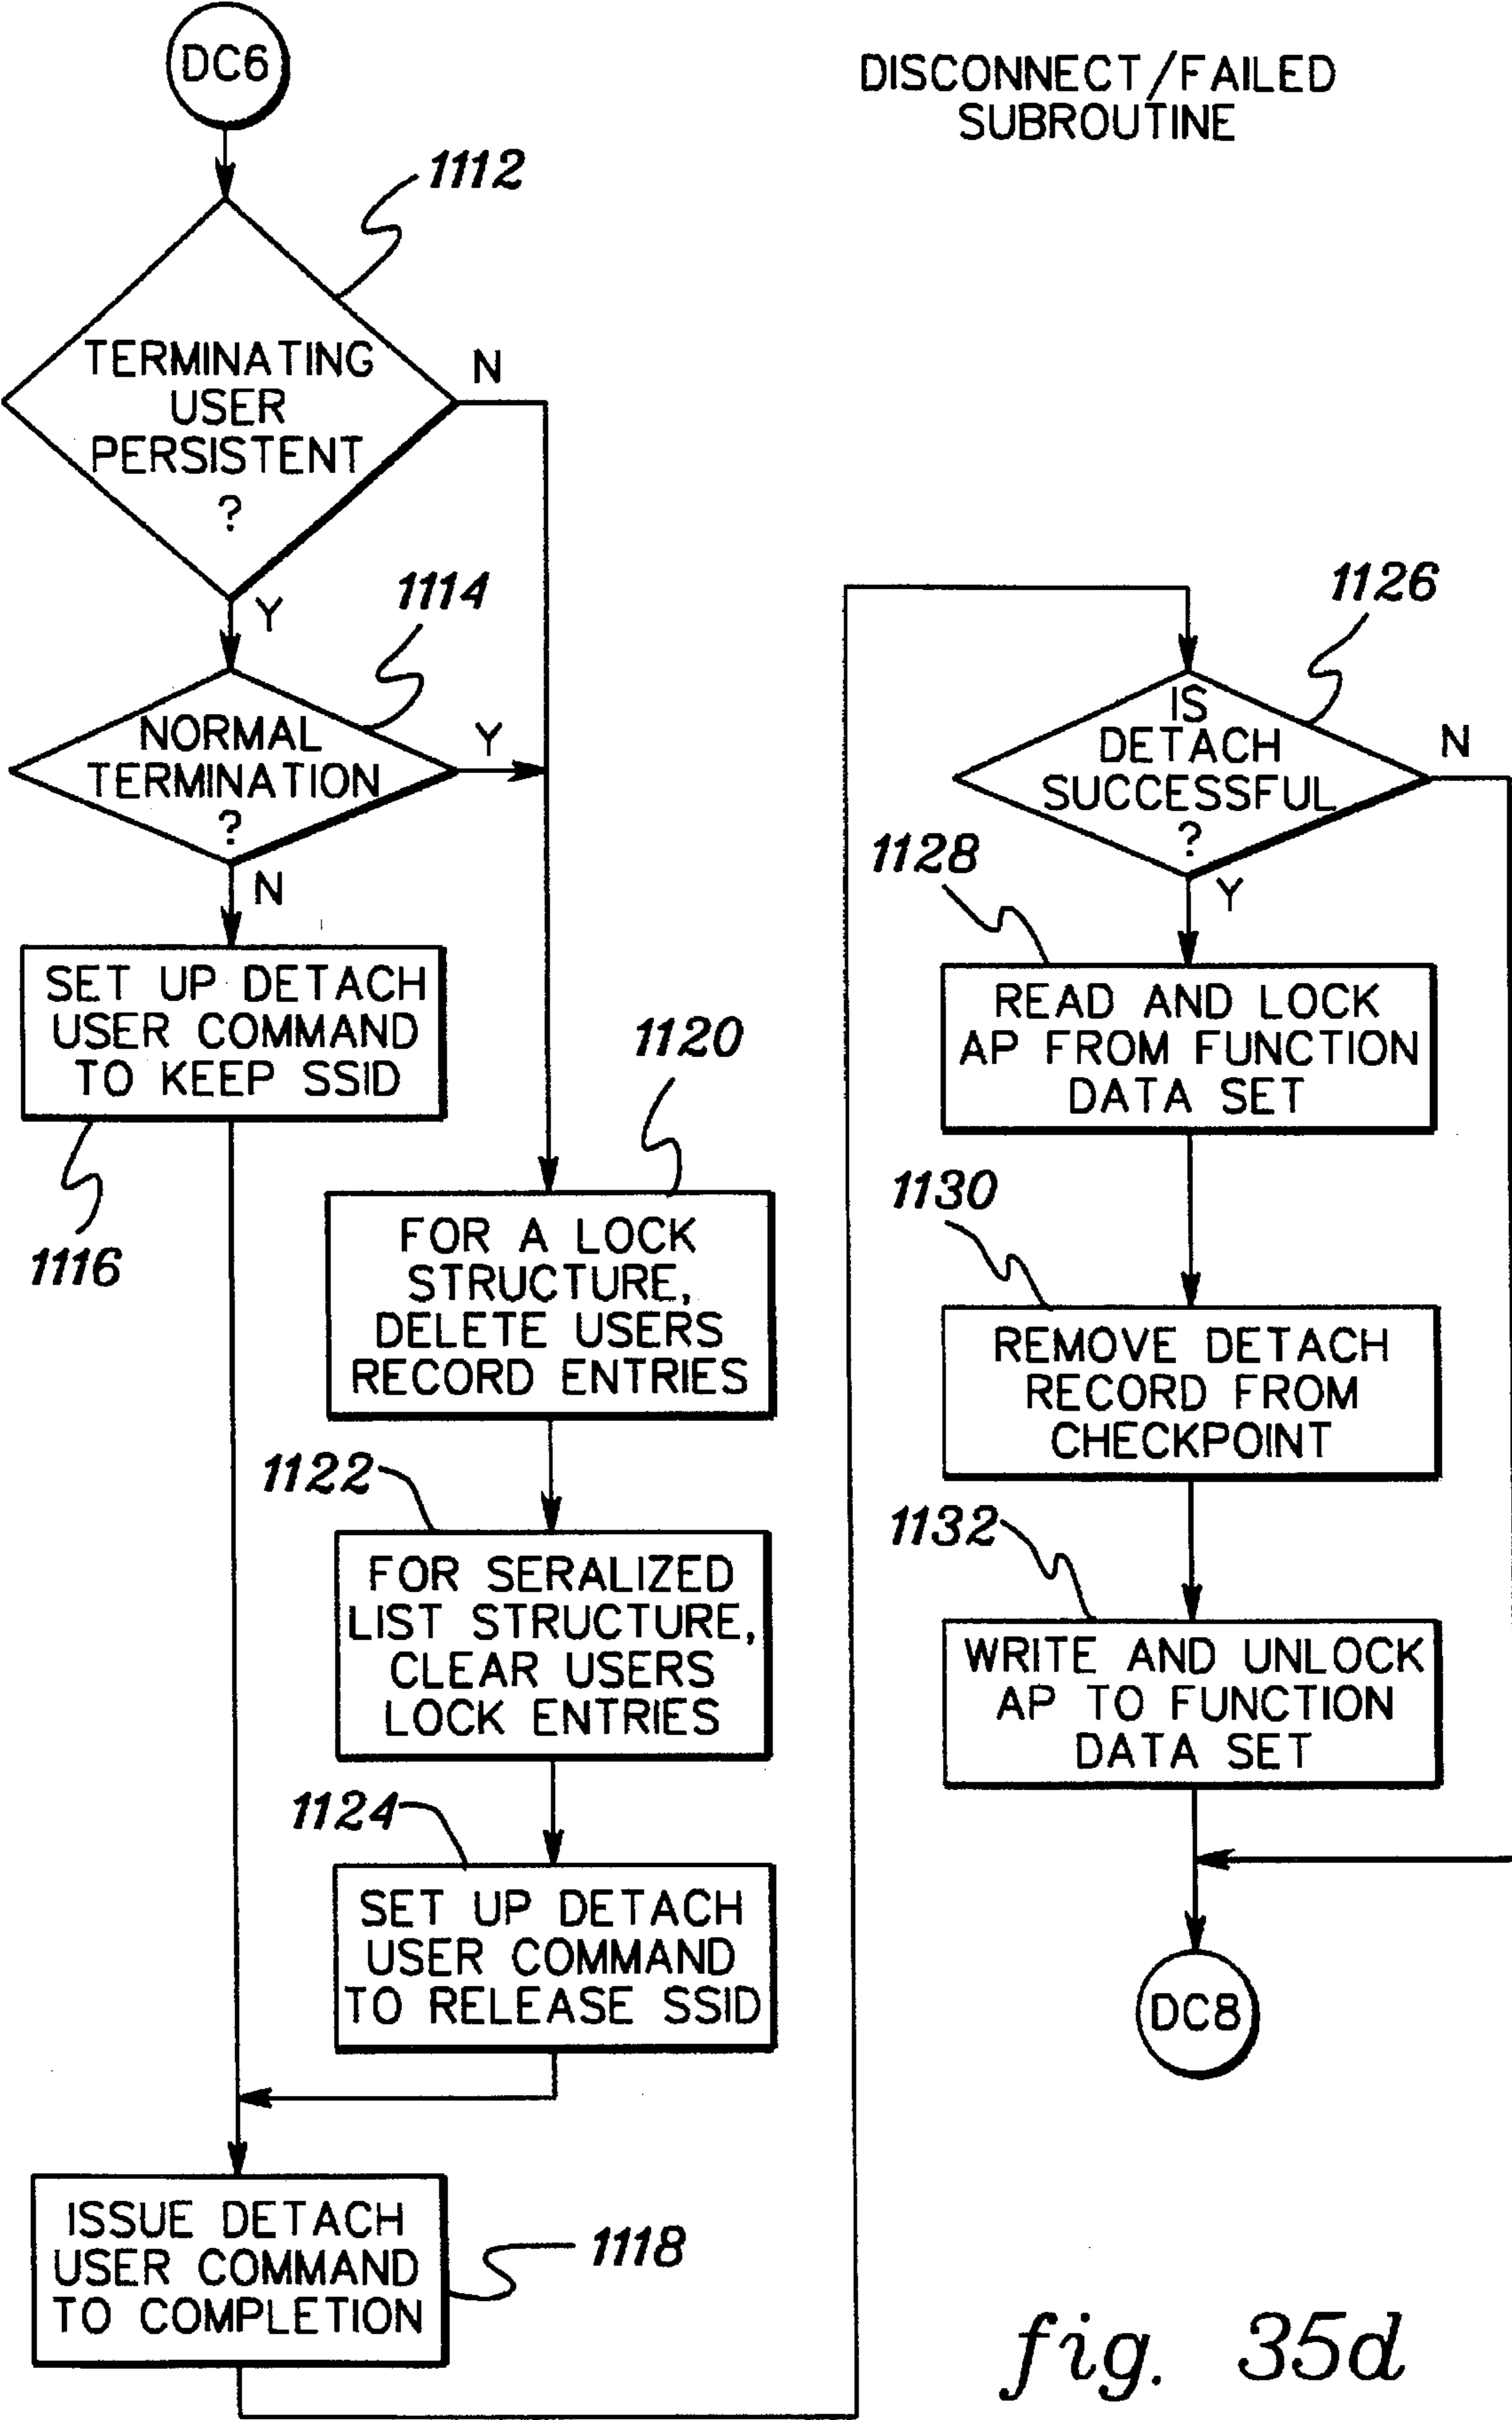 DC6
DISCONNECT/FAILED
SUBROUTINE
1112
TERMINATING
USER
PERSISTENT
?
N
Y
1114
NORMAL
TERMINATION
?
Y
N
SET UP DETACH
USER COMMAND
TO KEEP SSID
1116
1120
FOR A LOCK
STRUCTURE,
DELETE USERS
RECORD ENTRIES
1122
FOR SERALIZED
LIST STRUCTURE,
CLEAR USERS
LOCK ENTRIES
1124
SET UP DETACH
USER COMMAND
TO RELEASE SSID
ISSUE DETACH
USER COMMAND
TO COMPLETION
1118
1126
IS
DETACH
SUCCESSFUL
?
N
Y
1128
READ AND LOCK
AP FROM FUNCTION
DATA SET
1130
REMOVE DETACH
RECORD FROM
CHECKPOINT
1132
WRITE AND UNLOCK
AP TO FUNCTION
DATA SET
DC8
fig. 35d